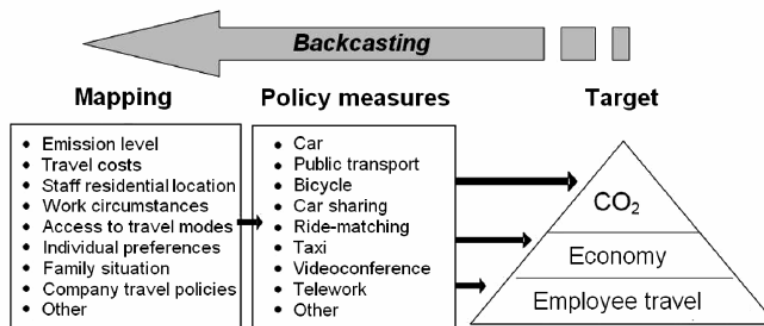 Backcasting
Mapping
Emission level
Travel costs
Staff residential location
Work circumstances
Access to travel modes
Individual preferences
Family situation
Company travel policies
Other
Policy measures
Car
Public transport
Bicycle
Car sharing
Ride-matching
Taxi
Videoconference
Telework
Other
Target
CO₂
Economy
Employee travel